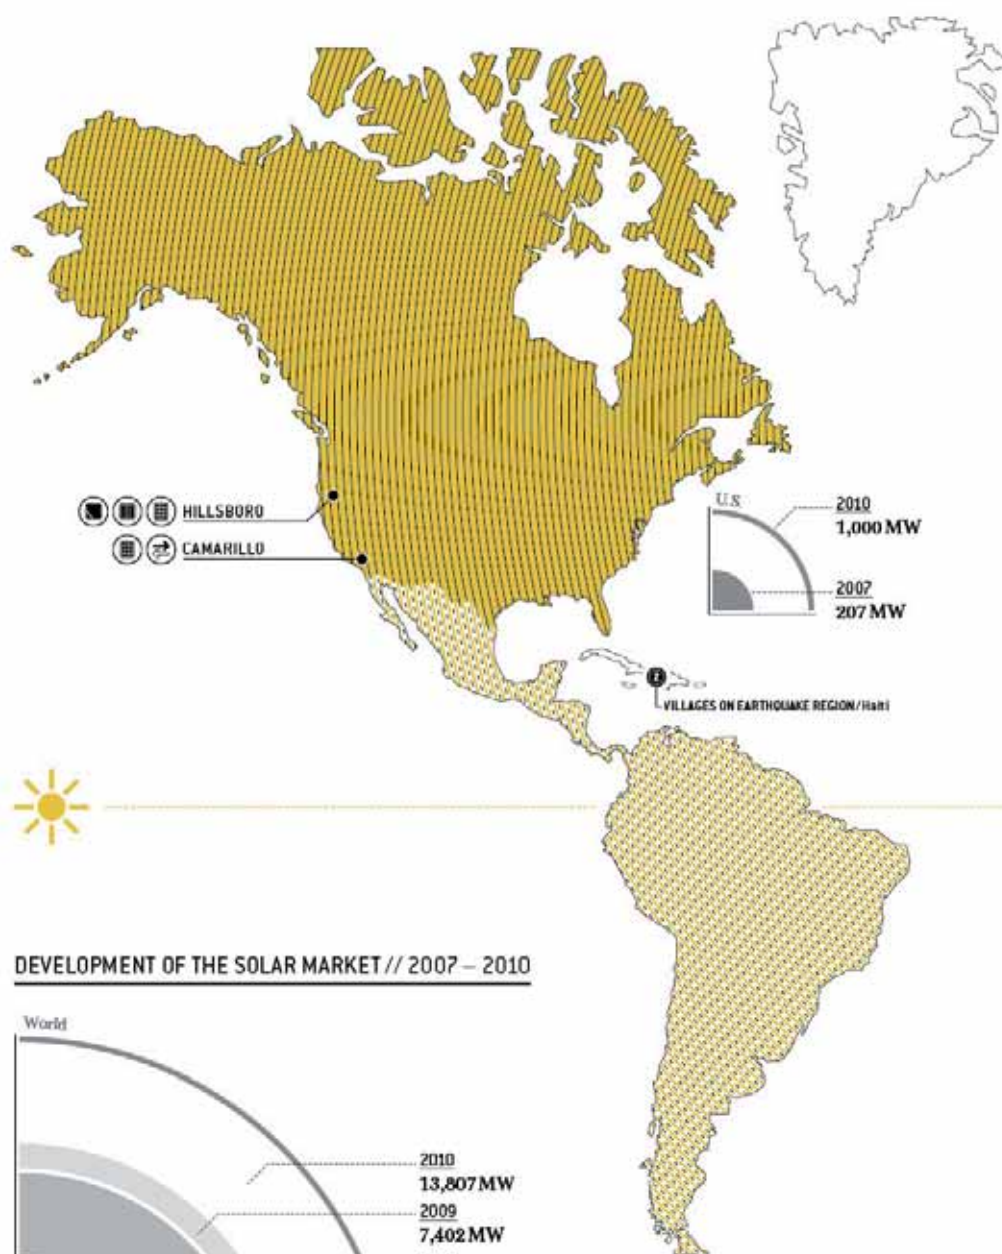 HILLSBORO
CAMARILLO
U.S.
2010
1,000 MW
2007
207 MW
2
VILLAGES ON EARTHQUAKE REGION/Haiti
DEVELOPMENT OF THE SOLAR MARKET // 2007 – 2010
World
2010
13,807 MW
2009
7,402 MW